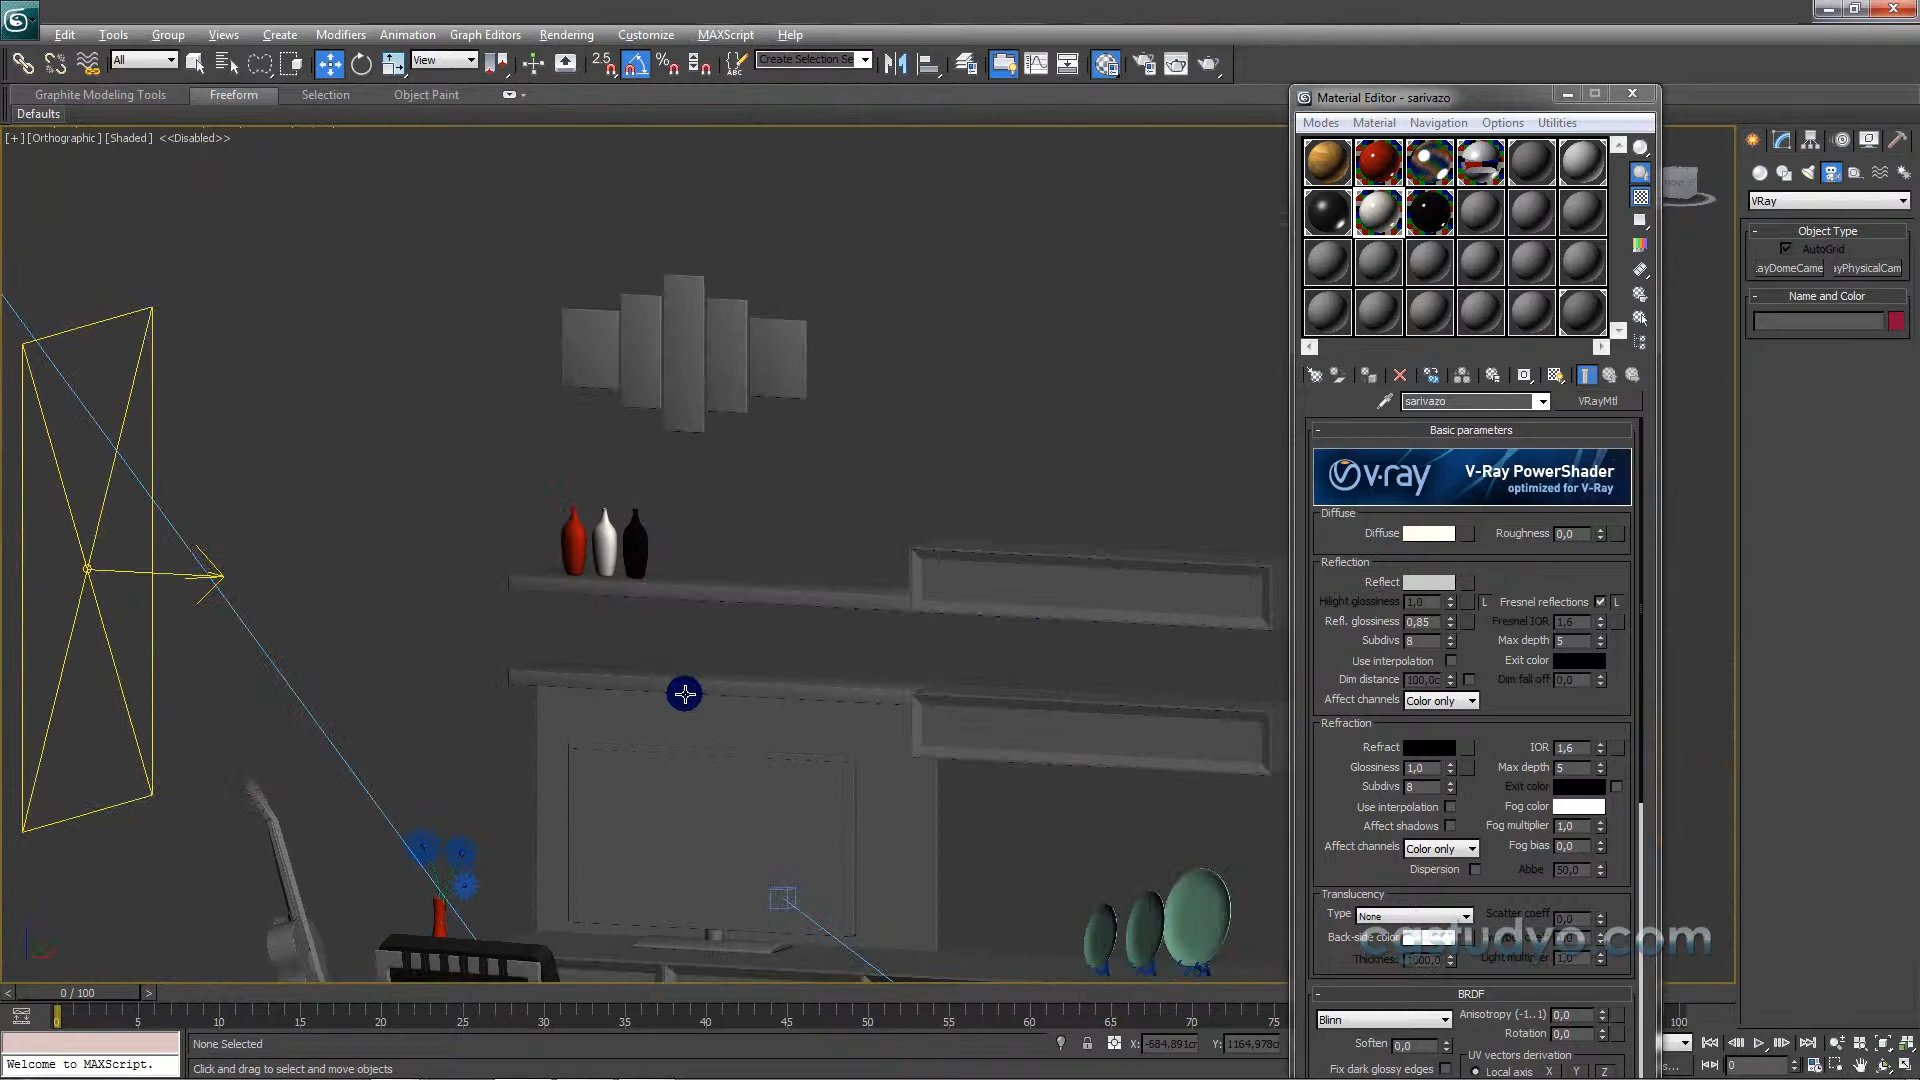 Edit Tools Group Views Create Modifiers Animation Graph Editors Rendering Customize MAXScript Help
All View 2.5 ABC Create Selection Se
Graphite Modeling Tools Freeform Selection Object Paint
Defaults
[+] [Orthographic] [Shaded] <<Disabled>>
Material Editor - sarivazo
Modes Material Navigation Options Utilities
sarivazo VRayMtl
- Basic parameters
v·ray V-Ray PowerShader
optimized for V-Ray
Diffuse
Diffuse Roughness 0,0
Reflection
Reflect
Hilight glossiness 1,0 L Fresnel reflections L
Refl. glossiness 0,85 Fresnel IOR 1,6
Subdivs 8 Max depth 5
Use interpolation Exit color
Dim distance 100,0c Dim fall off 0,0
Affect channels Color only
Refraction
Refract IOR 1,6
Glossiness 1,0 Max depth 5
Subdivs 8 Exit color
Use interpolation Fog color
Affect shadows Fog multiplier 1,0
Affect channels Color only Fog bias 0,0
Dispersion Abbe 50,0
Translucency
Type None Scatter coeff 0,0
Back-side color
Thickness 1000,0 Light multiplier 1,0
cgstudyo.com
- BRDF
Blinn Anisotropy (-1..1) 0,0
Rotation 0,0
Soften 0,0 UV vectors derivation
Fix dark glossy edges Local axis X Y Z
VRay
- Object Type
AutoGrid
.ayDomeCame ayPhysicalCam
- Name and Color
< 0 / 100 >
0 5 10 15 20 25 30 35 40 45 50 55 60 65 70 75 100
None Selected X: -684,891cr Y: 1164,978c
Welcome to MAXScript. Click and drag to select and move objects 0